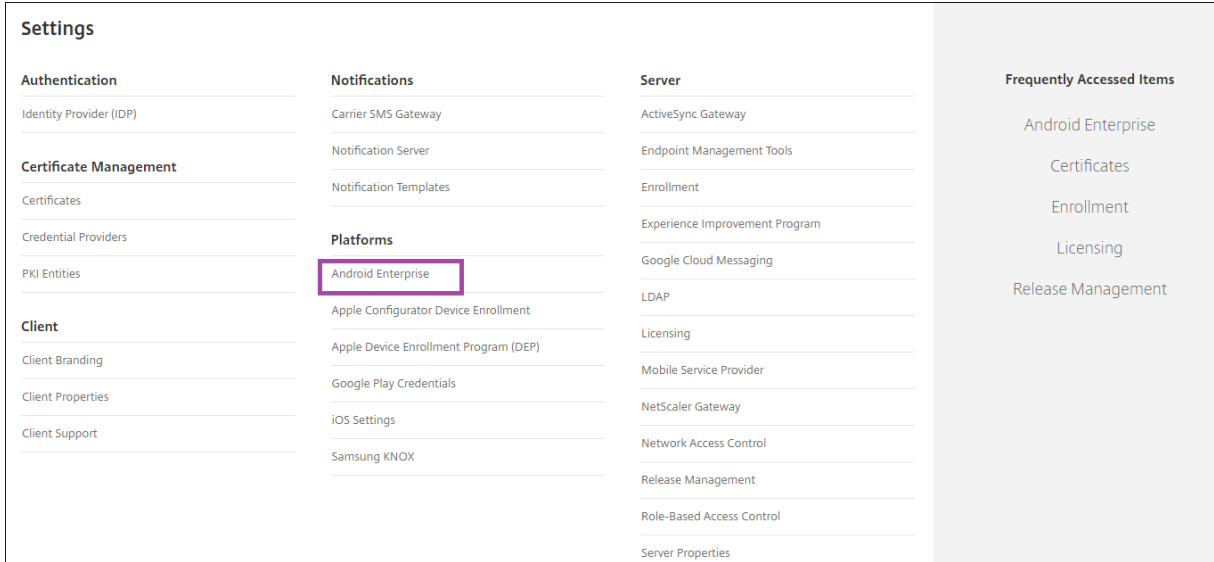 Settings
Authentication
Identity Provider (IDP)
Certificate Management
Certificates
Credential Providers
PKI Entities
Client
Client Branding
Client Properties
Client Support
Notifications
Carrier SMS Gateway
Notification Server
Notification Templates
Platforms
Android Enterprise
Apple Configurator Device Enrollment
Apple Device Enrollment Program (DEP)
Google Play Credentials
iOS Settings
Samsung KNOX
Server
ActiveSync Gateway
Endpoint Management Tools
Enrollment
Experience Improvement Program
Google Cloud Messaging
LDAP
Licensing
Mobile Service Provider
NetScaler Gateway
Network Access Control
Release Management
Role-Based Access Control
Server Properties
Frequently Accessed Items
Android Enterprise
Certificates
Enrollment
Licensing
Release Management